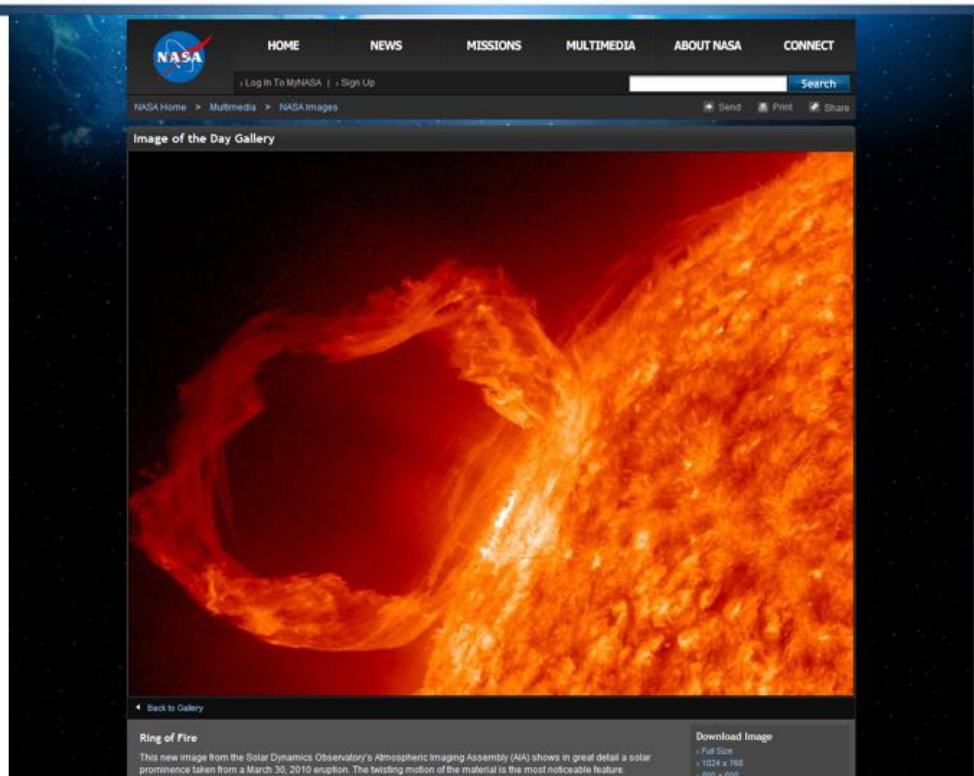 NASA
HOME NEWS MISSIONS MULTIMEDIA ABOUT NASA CONNECT
› Log In To MyNASA | › Sign Up
Search
NASA Home > Multimedia > NASA Images
Send Print Share
Image of the Day Gallery
Back to Gallery
Ring of Fire
This new image from the Solar Dynamics Observatory's Atmospheric Imaging Assembly (AIA) shows in great detail a solar
prominence taken from a March 30, 2010 eruption. The twisting motion of the material is the most noticeable feature.
Download Image
› Full Size
› 1024 x 768
› 800 x 600